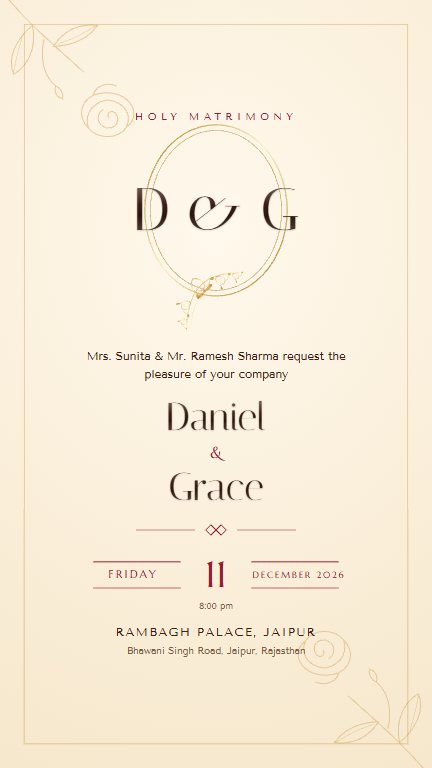 HOLY MATRIMONY
D & G
Mrs. Sunita & Mr. Ramesh Sharma request the
pleasure of your company
Daniel
&
Grace
FRIDAY 11 DECEMBER 2026
8:00 pm
RAMBAGH PALACE, JAIPUR
Bhawani Singh Road, Jaipur, Rajasthan